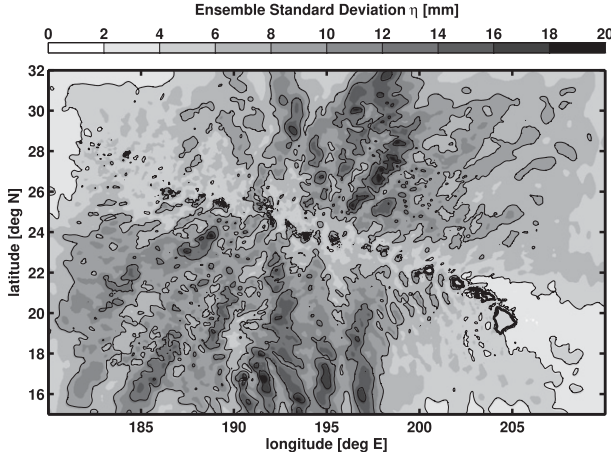 Ensemble Standard Deviation η [mm]
0 2 4 6 8 10 12 14 16 18 20
32
30
28
26
24
22
20
18
16
latitude [deg N]
185 190 195 200 205
longitude [deg E]